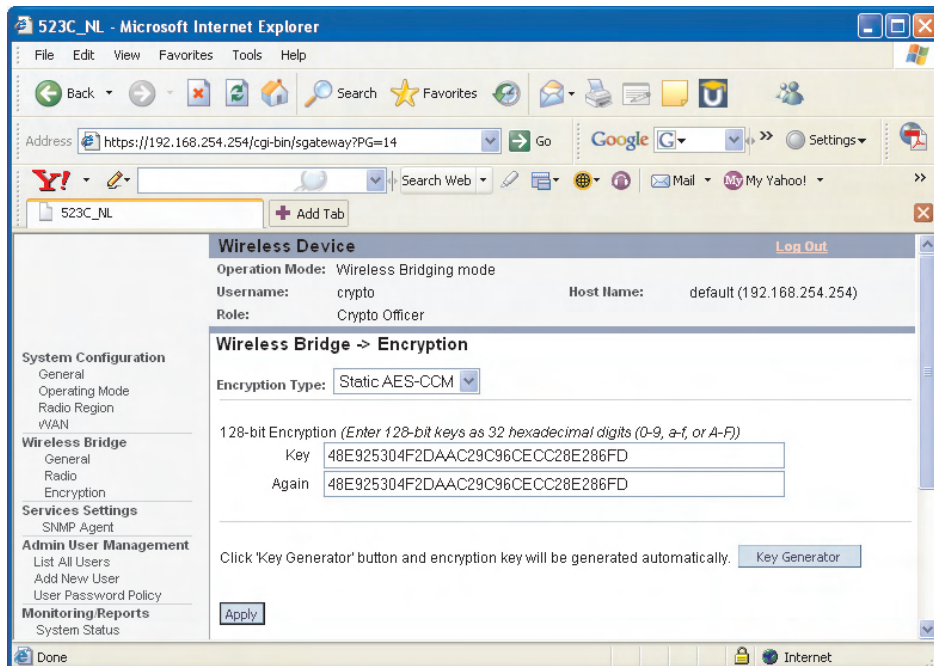 523C_NL - Microsoft Internet Explorer
File Edit View Favorites Tools Help
Back Search Favorites
Address https://192.168.254.254/cgi-bin/sgateway?PG=14 Go Google G Settings
Y! Search Web Mail My My Yahoo!
523C_NL Add Tab
Wireless Device Log Out
Operation Mode: Wireless Bridging mode
Username: crypto Host Name: default (192.168.254.254)
Role: Crypto Officer
System Configuration
General
Operating Mode
Radio Region
WAN
Wireless Bridge
General
Radio
Encryption
Services Settings
SNMP Agent
Admin User Management
List All Users
Add New User
User Password Policy
Monitoring/Reports
System Status
Wireless Bridge -> Encryption
Encryption Type: Static AES-CCM
128-bit Encryption (Enter 128-bit keys as 32 hexadecimal digits (0-9, a-f, or A-F))
Key 48E925304F2DAAC29C96CECC28E286FD
Again 48E925304F2DAAC29C96CECC28E286FD
Click 'Key Generator' button and encryption key will be generated automatically. Key Generator
Apply
Done Internet